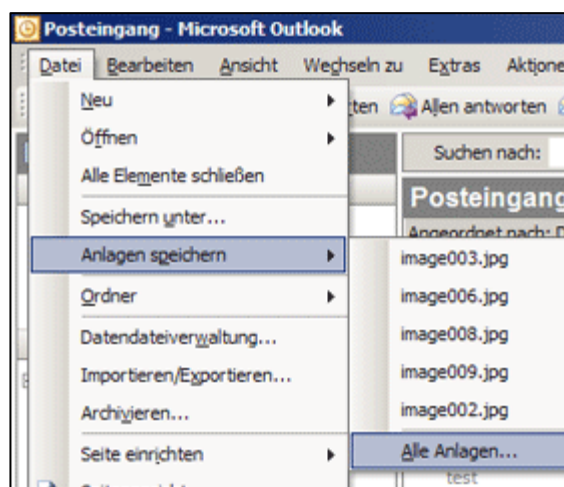 Posteingang - Microsoft Outlook
Datei Bearbeiten Ansicht Wechseln zu Extras Aktione
Neu
ten Allen antworten
Öffnen
Suchen nach:
Alle Elemente schließen
Posteingang
Speichern unter...
Angeordnet nach: D
Anlagen speichern
image003.jpg
Ordner
image006.jpg
Datendateiverwaltung...
image008.jpg
Importieren/Exportieren...
image009.jpg
Archivieren...
image002.jpg
Seite einrichten
Alle Anlagen...
test